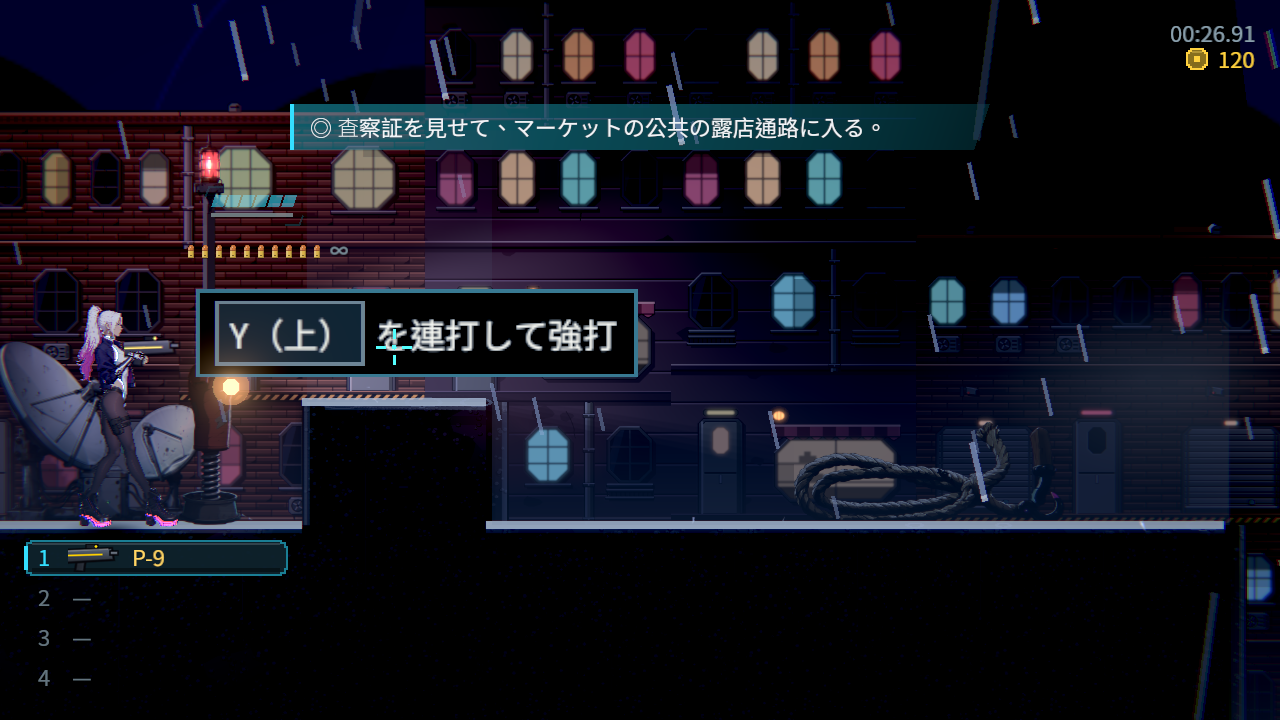 00:26.91
120
◎ 査察証を見せて、マーケットの公共の露店通路に入る。
∞
Y（上） を連打して強打
1 P-9
2 —
3 —
4 —